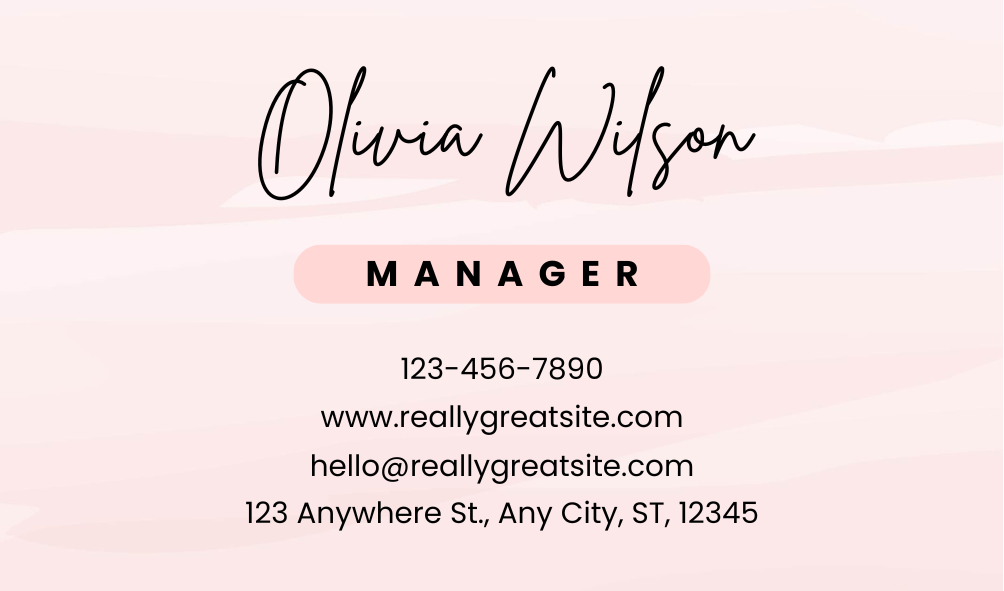 Olivia Wilson
MANAGER
123-456-7890
www.reallygreatsite.com
hello@reallygreatsite.com
123 Anywhere St., Any City, ST, 12345